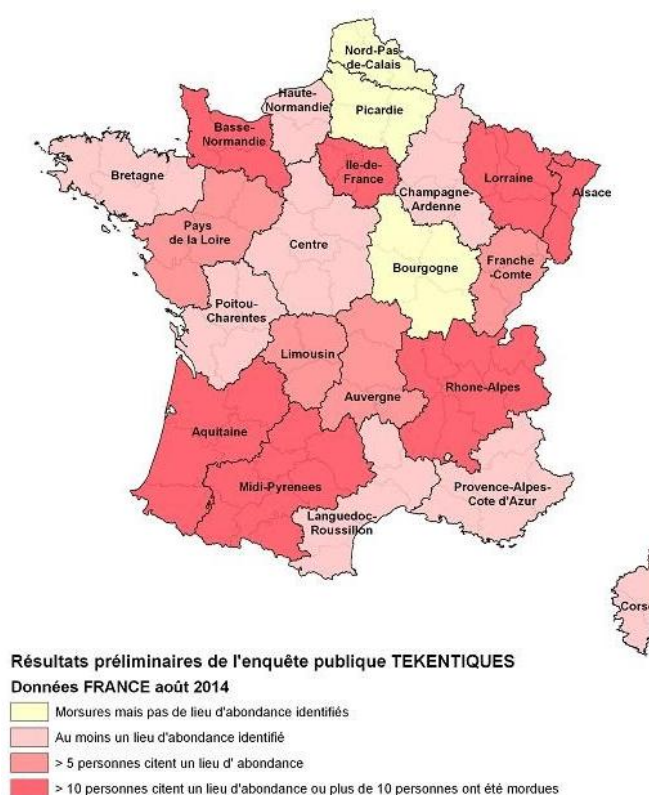 Nord-Pas-
de-Calais
Haute-
Normandie
Picardie
Basse-
Normandie
Ile-de-
France
Lorraine
Alsace
Bretagne
Champagne-
Ardenne
Pays
de la Loire
Centre
Bourgogne
Franche
-Comte
Poitou-
Charentes
Limousin
Auvergne
Rhone-Alpes
Aquitaine
Midi-Pyrenees
Provence-Alpes-
Cote d'Azur
Languedoc-
Roussillon
Corse
Résultats préliminaires de l'enquête publique TEKENTIQUES
Données FRANCE août 2014
Morsures mais pas de lieu d'abondance identifiés
Au moins un lieu d'abondance identifié
> 5 personnes citent un lieu d' abondance
> 10 personnes citent un lieu d'abondance ou plus de 10 personnes ont été mordues